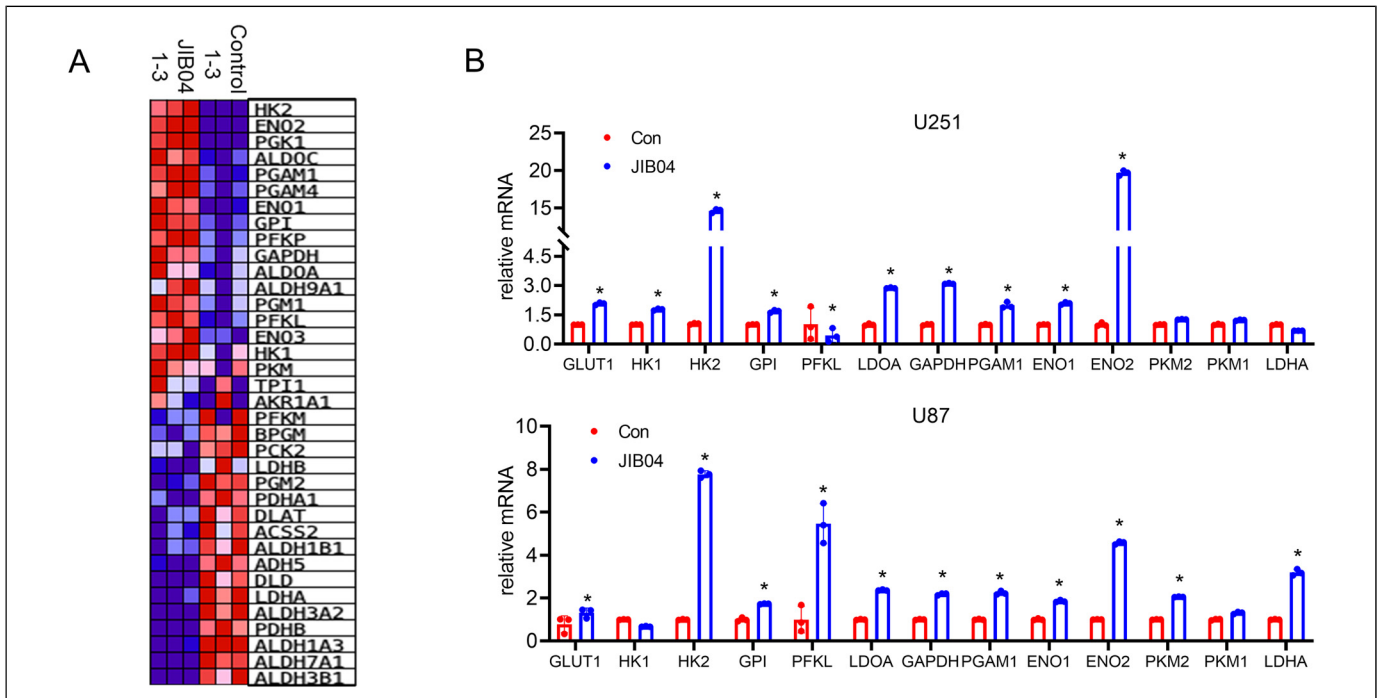 A
1-3
JIB04
1-3
Control
HK2
ENO2
PGK1
ALDOC
PGAM1
PGAM4
ENO1
GPI
PFKP
GAPDH
ALDOA
ALDH9A1
PGM1
PFKL
ENO3
HK1
PKM
TPI1
AKR1A1
PFKM
BPGM
PCK2
LDHB
PGM2
PDHA1
DLAT
ACSS2
ALDH1B1
ADH5
DLD
LDHA
ALDH3A2
PDHB
ALDH1A3
ALDH7A1
ALDH3B1
B
U251
Con
JIB04
relative mRNA
25
20
15
4.5
3.0
1.5
0.0
* * * * * * * * * *
GLUT1 HK1 HK2 GPI PFKL LDOA GAPDH PGAM1 ENO1 ENO2 PKM2 PKM1 LDHA
U87
Con
JIB04
relative mRNA
10
8
6
4
2
0
* * * * * * * * * * *
GLUT1 HK1 HK2 GPI PFKL LDOA GAPDH PGAM1 ENO1 ENO2 PKM2 PKM1 LDHA